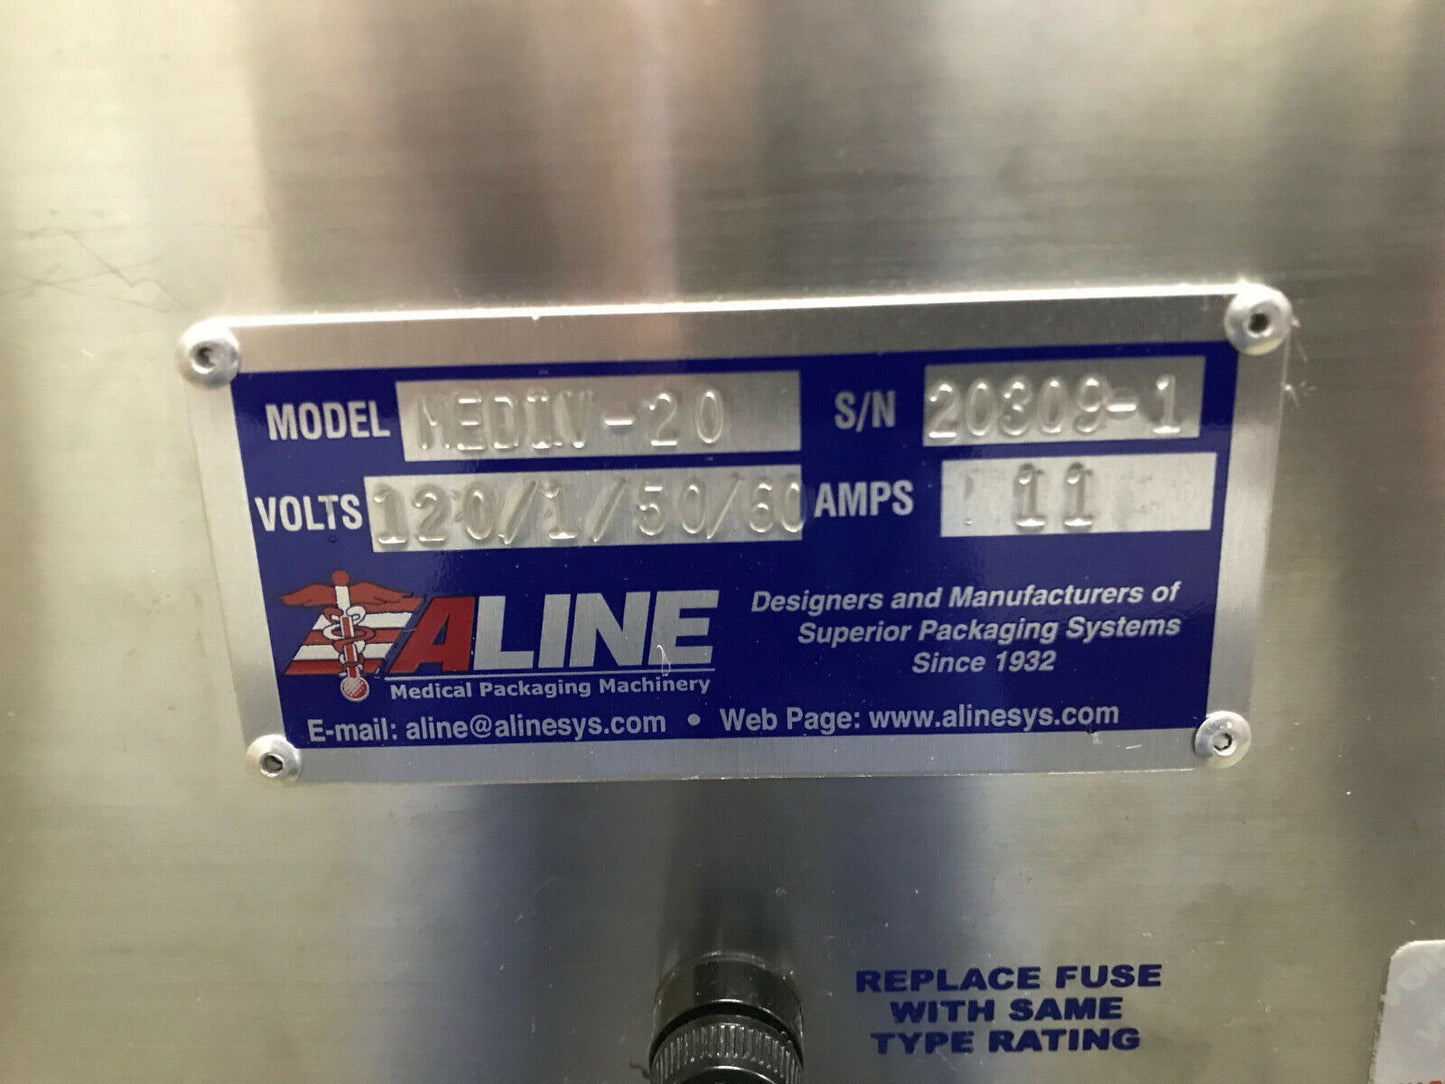 MODEL MEDIV-20 S/N 20309-1
VOLTS 120/1/50/60 AMPS 11
ALINE
Medical Packaging Machinery
Designers and Manufacturers of
Superior Packaging Systems
Since 1932
E-mail: aline@alinesys.com • Web Page: www.alinesys.com
REPLACE FUSE
WITH SAME
TYPE RATING